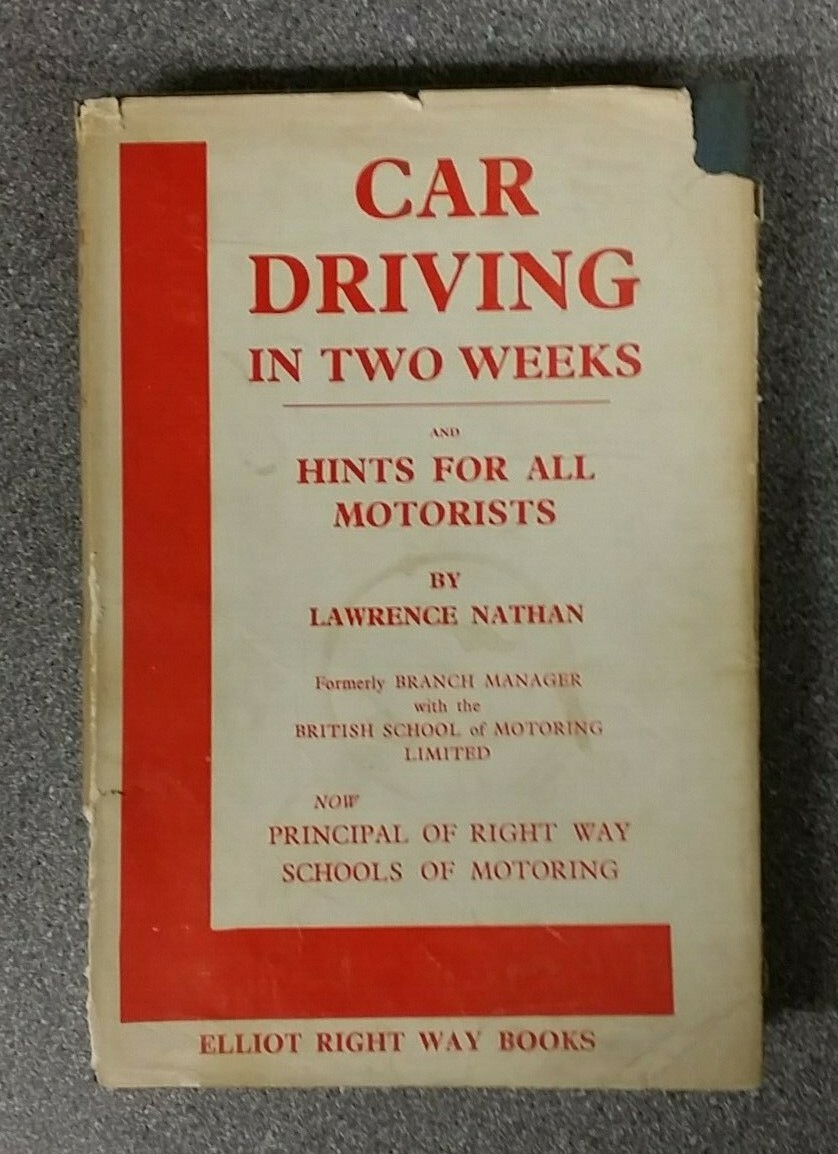 CAR
DRIVING
IN TWO WEEKS
AND
HINTS FOR ALL
MOTORISTS
BY
LAWRENCE NATHAN
Formerly BRANCH MANAGER
with the
BRITISH SCHOOL of MOTORING
LIMITED
NOW
PRINCIPAL OF RIGHT WAY
SCHOOLS OF MOTORING
ELLIOT RIGHT WAY BOOKS